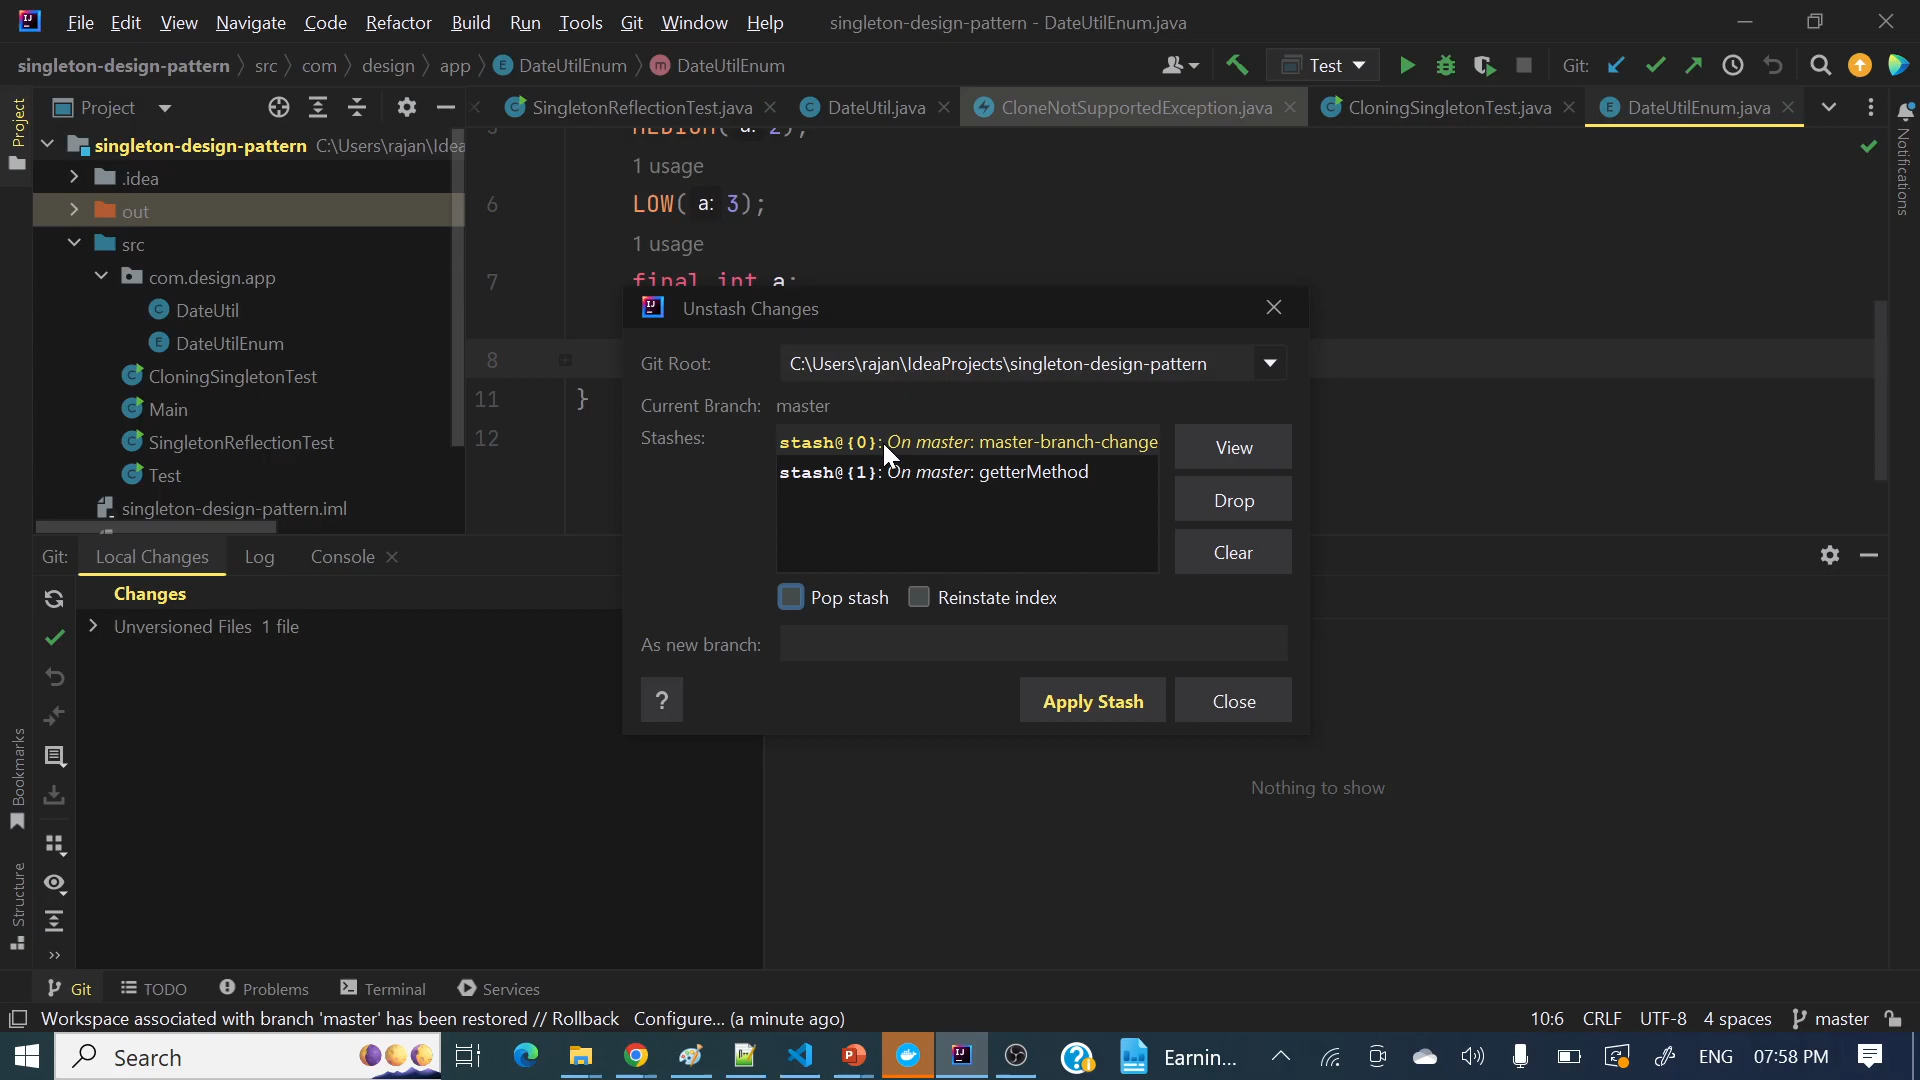 File Edit View Navigate Code Refactor Build Run Tools Git Window Help singleton-design-pattern - DateUtilEnum.java
singleton-design-pattern src com design app DateUtilEnum DateUtilEnum Test Git:
Project
SingletonReflectionTest.java DateUtil.java CloneNotSupportedException.java CloningSingletonTest.java DateUtilEnum.java
Project
Notifications
singleton-design-pattern C:\Users\rajan\Idea
.idea
out
src
com.design.app
DateUtil
DateUtilEnum
CloningSingletonTest
Main
SingletonReflectionTest
Test
singleton-design-pattern.iml
5 MEDIUM( a: 2),
1 usage
6 LOW( a: 3);
1 usage
7 final int a;
8
11 }
12
Unstash Changes
Git Root: C:\Users\rajan\IdeaProjects\singleton-design-pattern
Current Branch: master
Stashes:
stash@{0}: On master: master-branch-change
stash@{1}: On master: getterMethod
View
Drop
Clear
Pop stash Reinstate index
As new branch:
? Apply Stash Close
Git: Local Changes Log Console
Changes
Unversioned Files 1 file
Nothing to show
Bookmarks
Structure
Git TODO Problems Terminal Services
Workspace associated with branch 'master' has been restored // Rollback Configure... (a minute ago) 10:6 CRLF UTF-8 4 spaces master
Search Earnin... ENG 07:58 PM